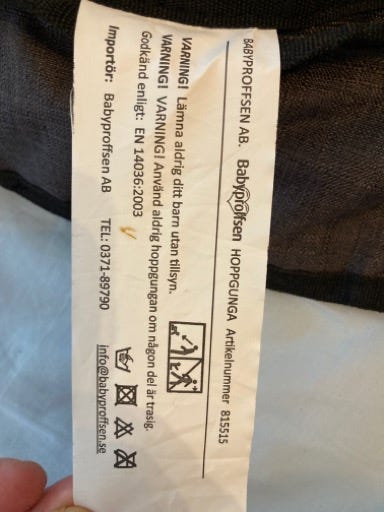 BABYPROFFSEN AB. Babyproffsen HOPPGUNGA Artikelnummer 815515
VARNING! Lämna aldrig ditt barn utan tillsyn.
VARNING! VARNING! Använd aldrig hoppgungan om någon del är trasig.
Godkänd enligt: EN 14036:2003
Importör: Babyproffsen AB TEL: 0371-89790 info@babyproffsen.se